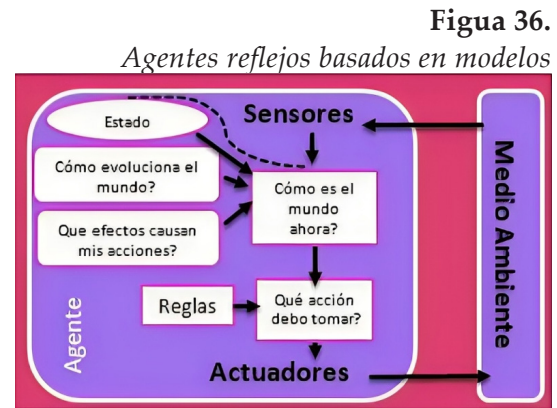 Figua 36.
Agentes reflejos basados en modelos
Estado
Sensores
Cómo evoluciona el
mundo?
Cómo es el
mundo
ahora?
Que efectos causan
mis acciones?
Reglas
Qué acción
debo tomar?
Actuadores
Agente
Medio Ambiente